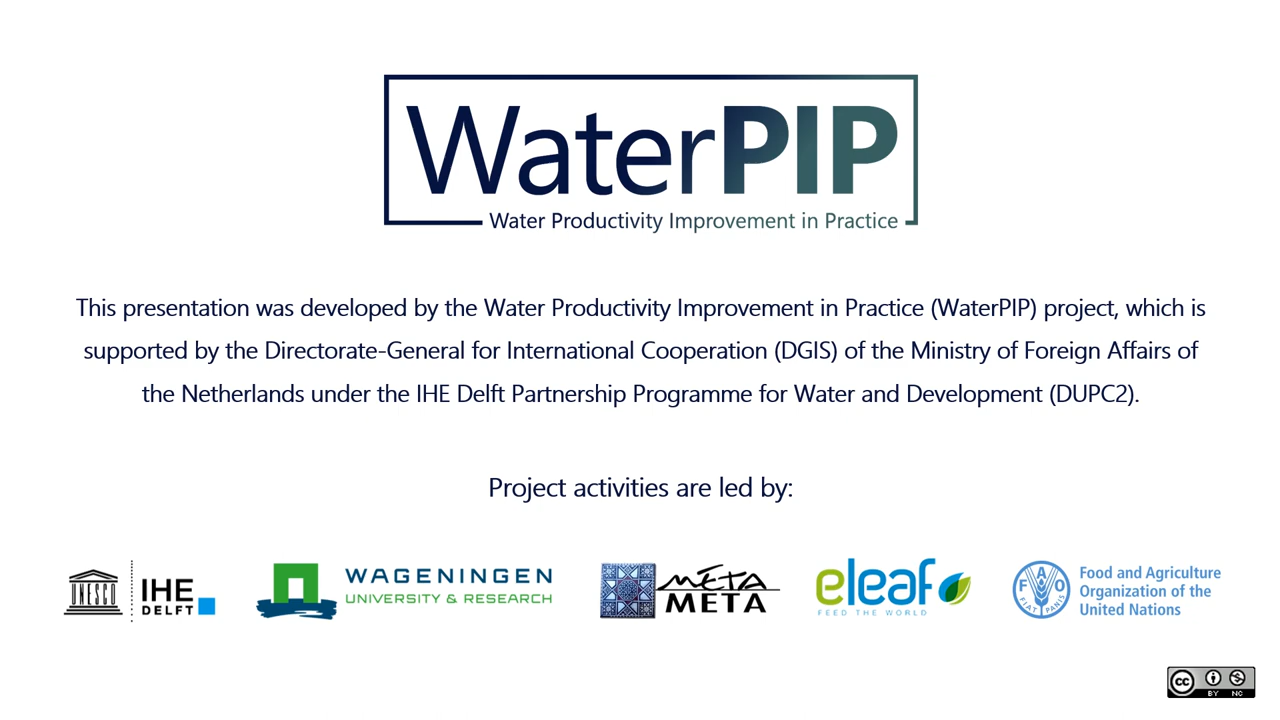 WaterPIP
Water Productivity Improvement in Practice
This presentation was developed by the Water Productivity Improvement in Practice (WaterPIP) project, which is
supported by the Directorate-General for International Cooperation (DGIS) of the Ministry of Foreign Affairs of
the Netherlands under the IHE Delft Partnership Programme for Water and Development (DUPC2).
Project activities are led by:
UNESCO
IHE
DELFT
WAGENINGEN
UNIVERSITY & RESEARCH
META
META
eleaf
FEED THE WORLD
FAO
FIAT PANIS
Food and Agriculture
Organization of the
United Nations
cc
BY NC